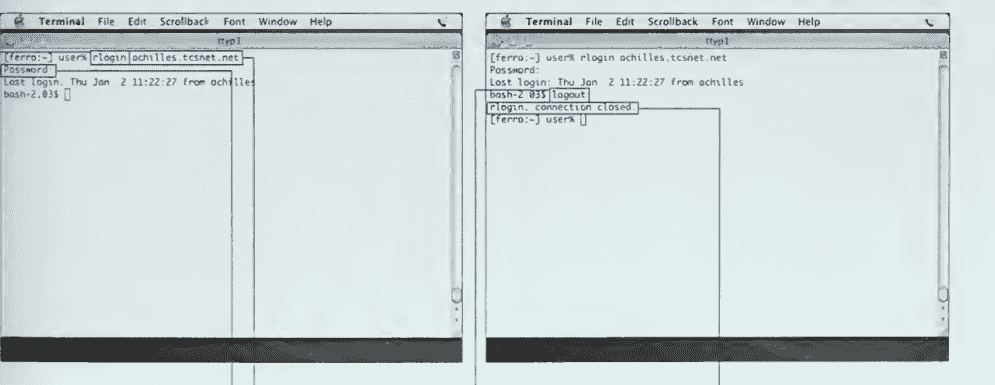 Terminal File Edit Scrollback Font Window Help
ttyp1
[ferro:~] user% rlogin achilles.tcsnet.net
Password
Last login. Thu Jan 2 11:22:27 from achilles
bash-2.03$
Terminal File Edit Scrollback Font Window Help
ttyp1
[ferro:~] user% rlogin achilles.tcsnet.net
Password:
Last login: Thu Jan 2 11:22:27 from achilles
bash-2 03$ logout
rlogin. connection closed.
[ferro:~] user%